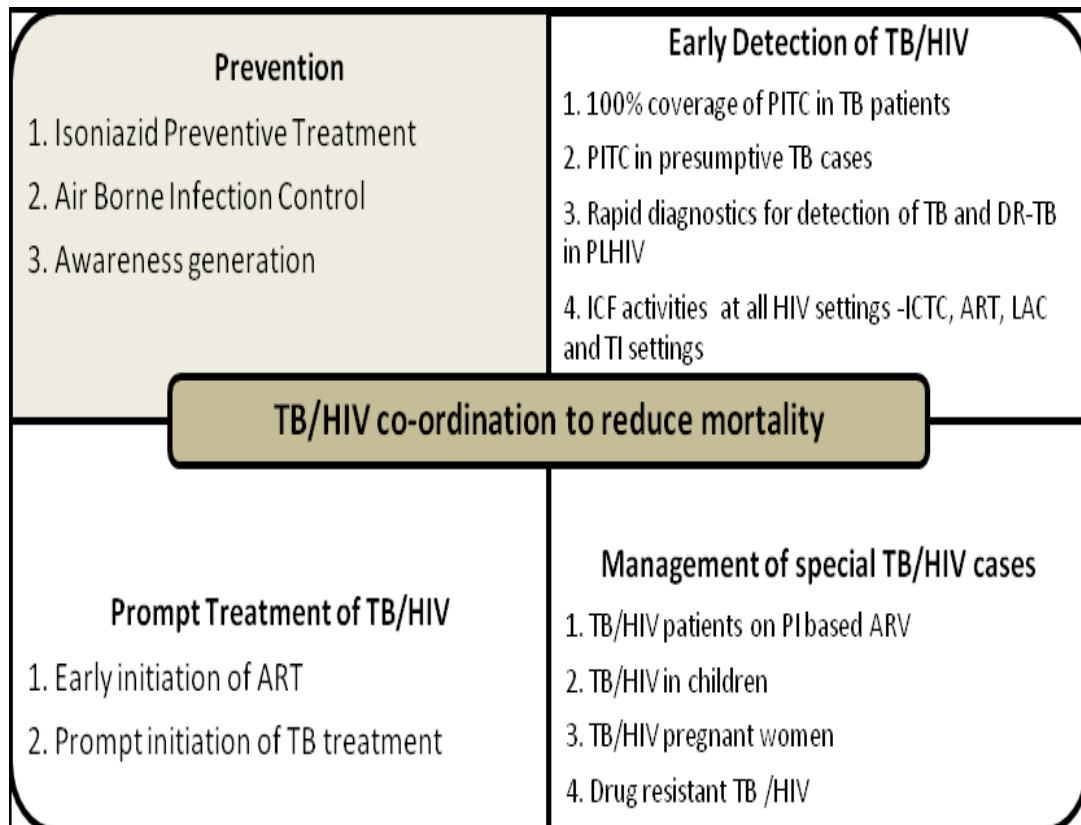 Prevention
1. Isoniazid Preventive Treatment
2. Air Borne Infection Control
3. Awareness generation
Early Detection of TB/HIV
1. 100% coverage of PITC in TB patients
2. PITC in presumptive TB cases
3. Rapid diagnostics for detection of TB and DR-TB
in PLHIV
4. ICF activities at all HIV settings -ICTC, ART, LAC
and TI settings
TB/HIV co-ordination to reduce mortality
Prompt Treatment of TB/HIV
1. Early initiation of ART
2. Prompt initiation of TB treatment
Management of special TB/HIV cases
1. TB/HIV patients on PI based ARV
2. TB/HIV in children
3. TB/HIV pregnant women
4. Drug resistant TB /HIV